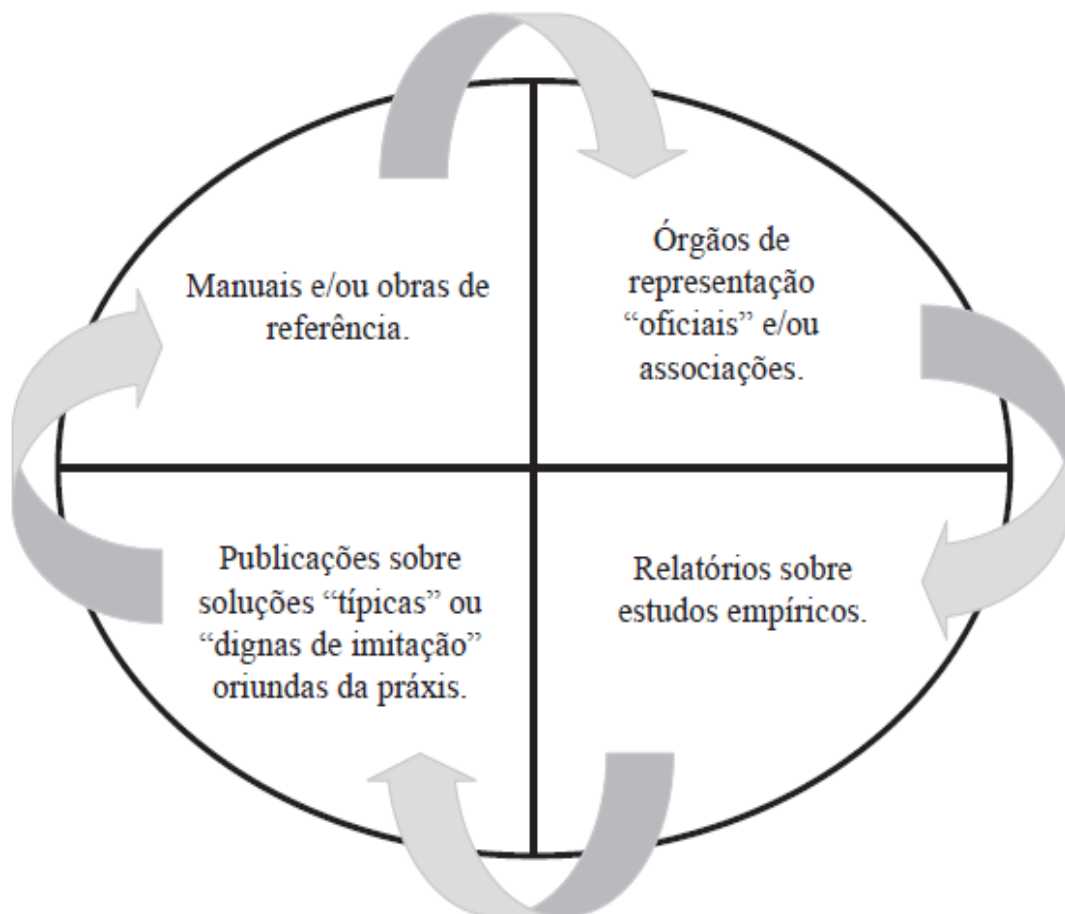 Manuais e/ou obras de
referência.
Órgãos de
representação
“oficiais” e/ou
associações.
Publicações sobre
soluções “típicas” ou
“dignas de imitação”
oriundas da práxis.
Relatórios sobre
estudos empíricos.